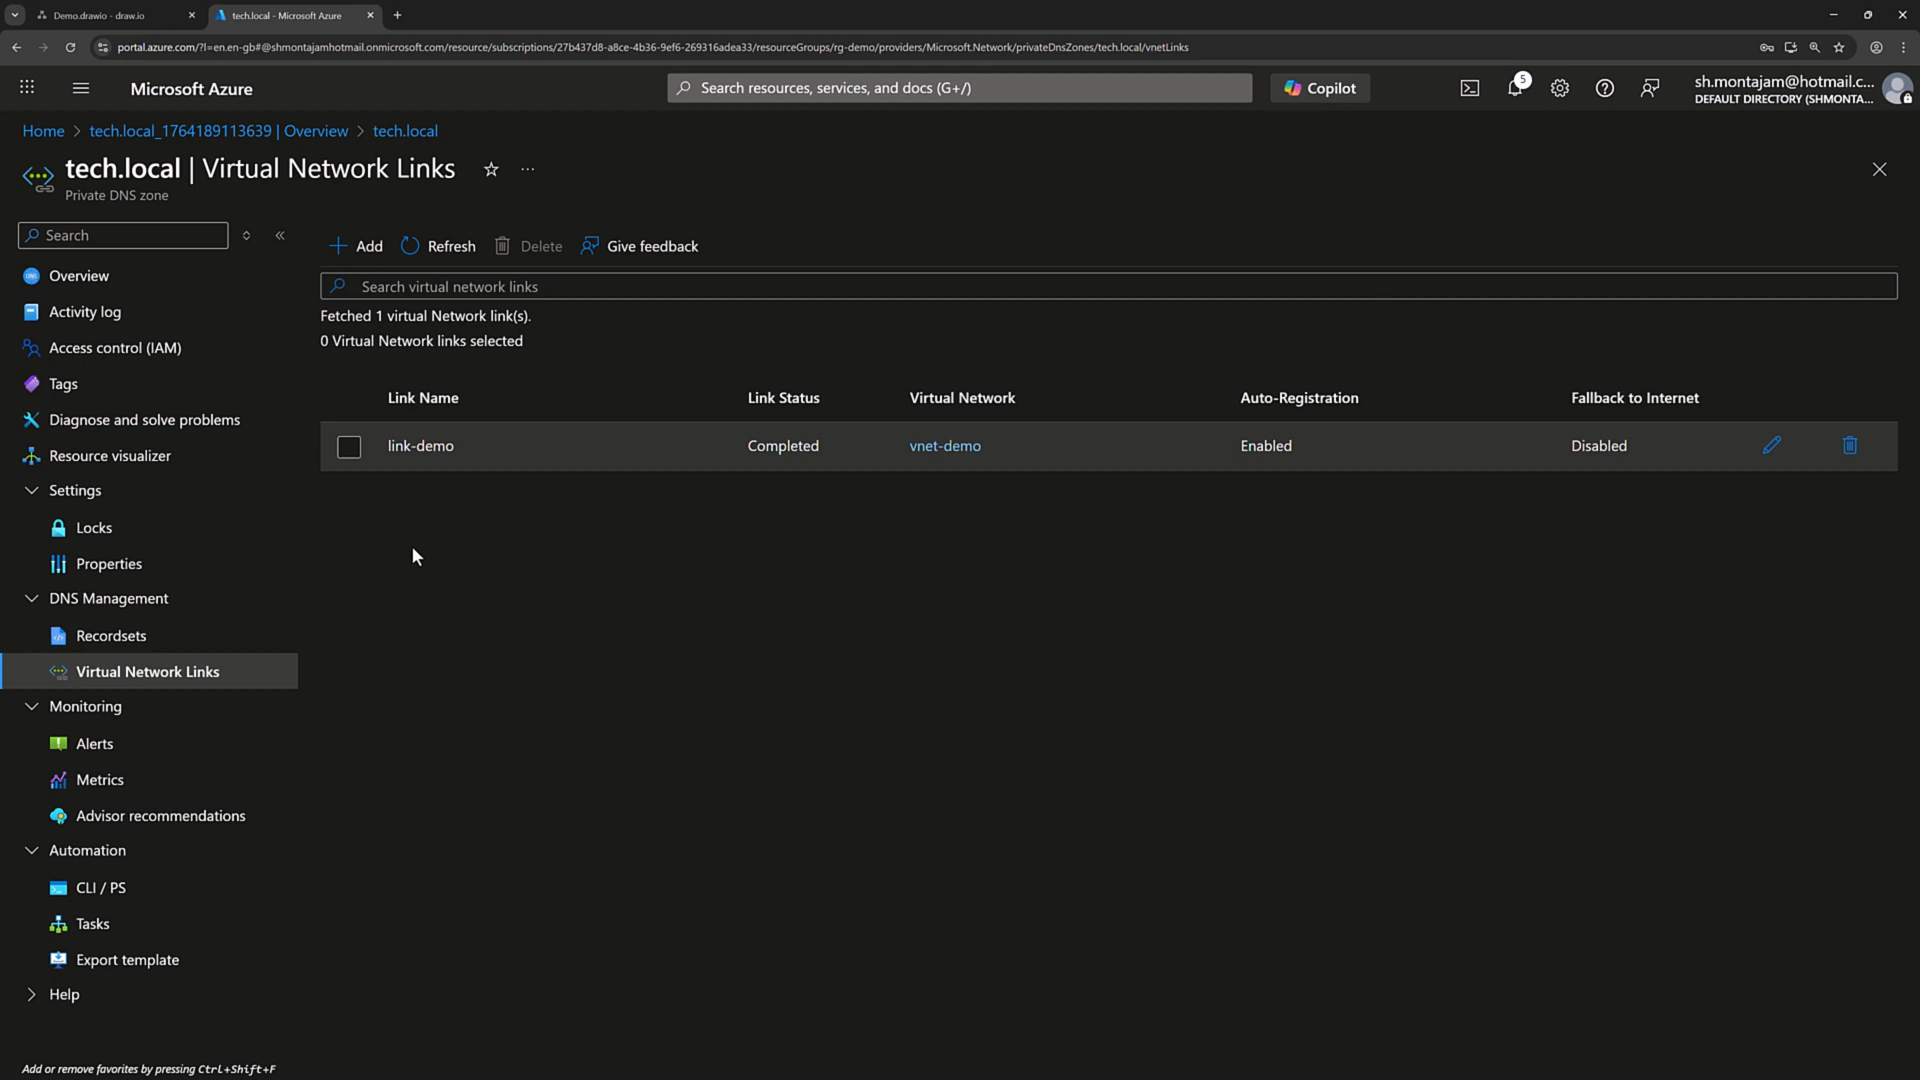 Demo.drawio - draw.io
tech.local - Microsoft Azure
portal.azure.com/?l=en.en-gb#@shmontajamhotmail.onmicrosoft.com/resource/subscriptions/27b437d8-a8ce-4b36-9ef6-269316adea33/resourceGroups/rg-demo/providers/Microsoft.Network/privateDnsZones/tech.local/vnetLinks
Microsoft Azure
Search resources, services, and docs (G+/)
Copilot
5
sh.montajam@hotmail.c...
DEFAULT DIRECTORY (SHMONTA...
Home > tech.local_1764189113639 | Overview > tech.local
tech.local | Virtual Network Links
Private DNS zone
Search
Overview
Activity log
Access control (IAM)
Tags
Diagnose and solve problems
Resource visualizer
Settings
Locks
Properties
DNS Management
Recordsets
Virtual Network Links
Monitoring
Alerts
Metrics
Advisor recommendations
Automation
CLI / PS
Tasks
Export template
Help
Add or remove favorites by pressing Ctrl+Shift+F
Add Refresh Delete Give feedback
Search virtual network links
Fetched 1 virtual Network link(s).
0 Virtual Network links selected
Link Name Link Status Virtual Network Auto-Registration Fallback to Internet
link-demo Completed vnet-demo Enabled Disabled